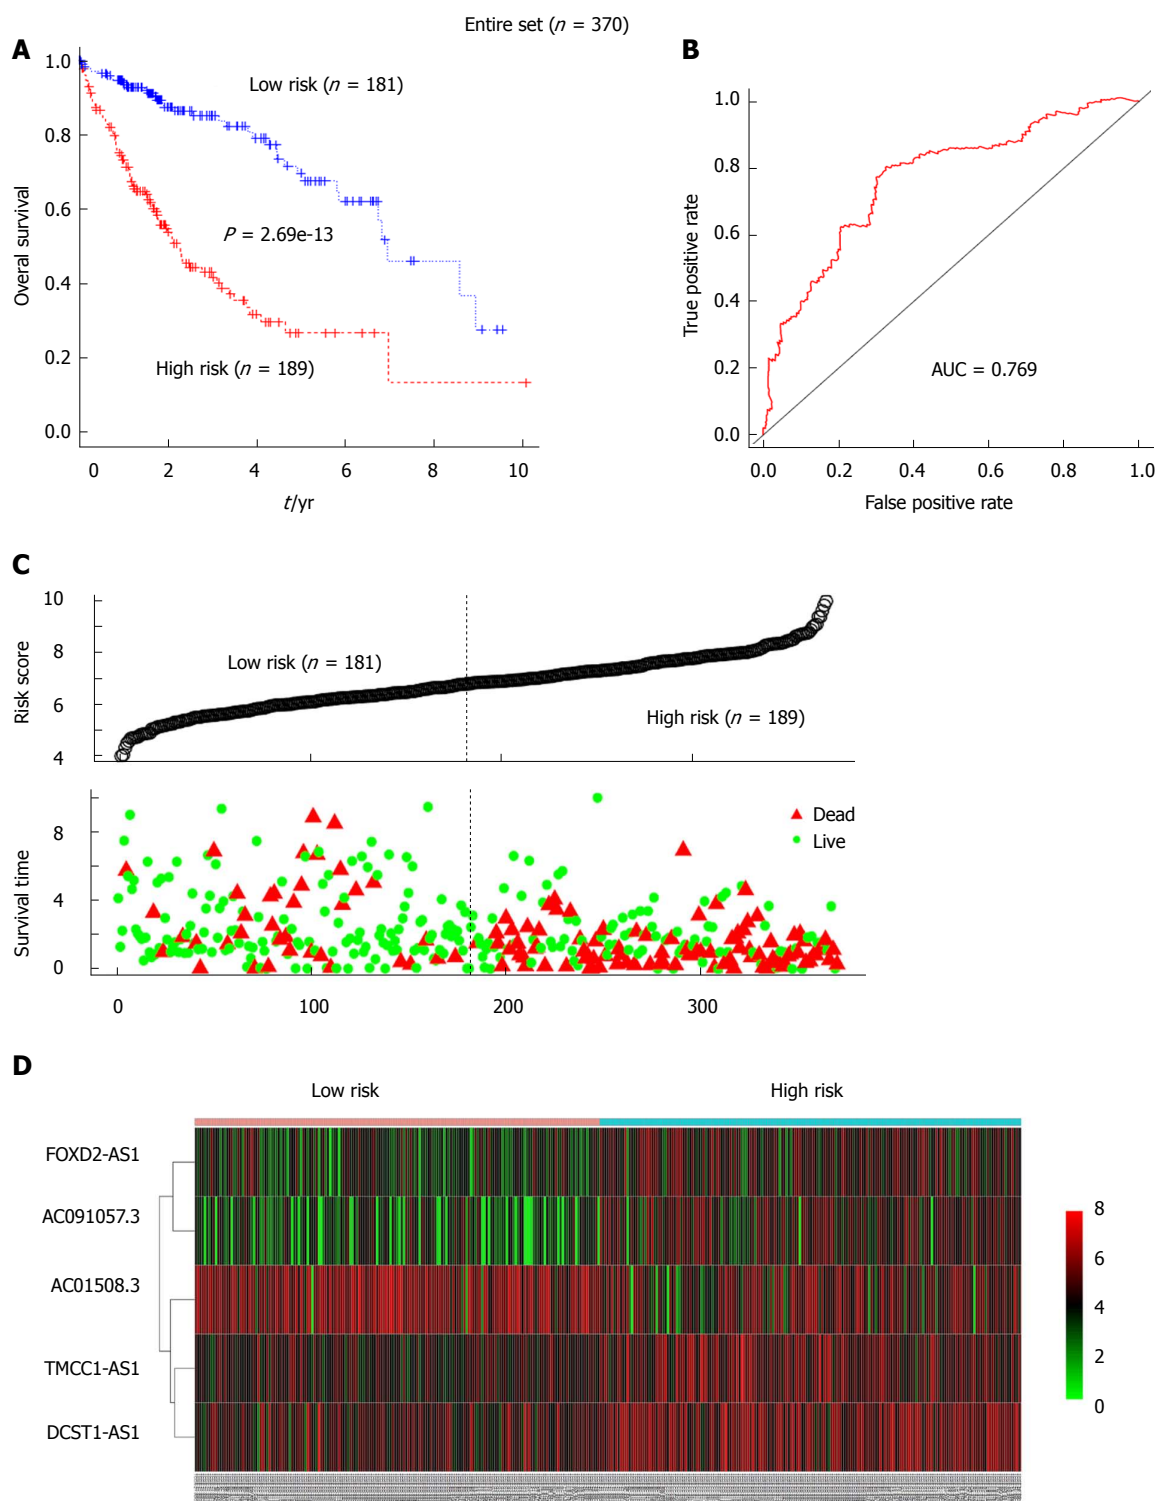 Entire set (n = 370)
A
1.0
0.8
0.6
0.4
0.2
0.0
Overal survival
Low risk (n = 181)
P = 2.69e-13
High risk (n = 189)
0 2 4 6 8 10
t/yr
B
1.0
0.8
0.6
0.4
0.2
0.0
True positive rate
AUC = 0.769
0.0 0.2 0.4 0.6 0.8 1.0
False positive rate
C
10
8
6
4
Risk score
Low risk (n = 181)
High risk (n = 189)
8
4
0
Survival time
Dead
Live
0 100 200 300
D
Low risk High risk
FOXD2-AS1
AC091057.3
AC01508.3
TMCC1-AS1
DCST1-AS1
8
6
4
2
0